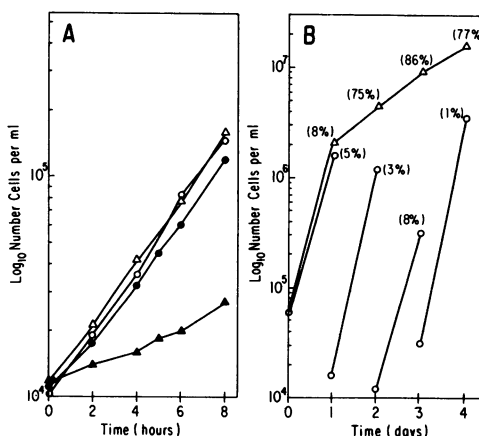 A
Log10 Number Cells per ml
10^5
10^4
0 2 4 6 8
Time (hours)
B
Log10 Number Cells per ml
10^7
10^6
10^5
10^4
(8%)
(5%)
(75%)
(3%)
(86%)
(8%)
(77%)
(1%)
0 1 2 3 4
Time (days)